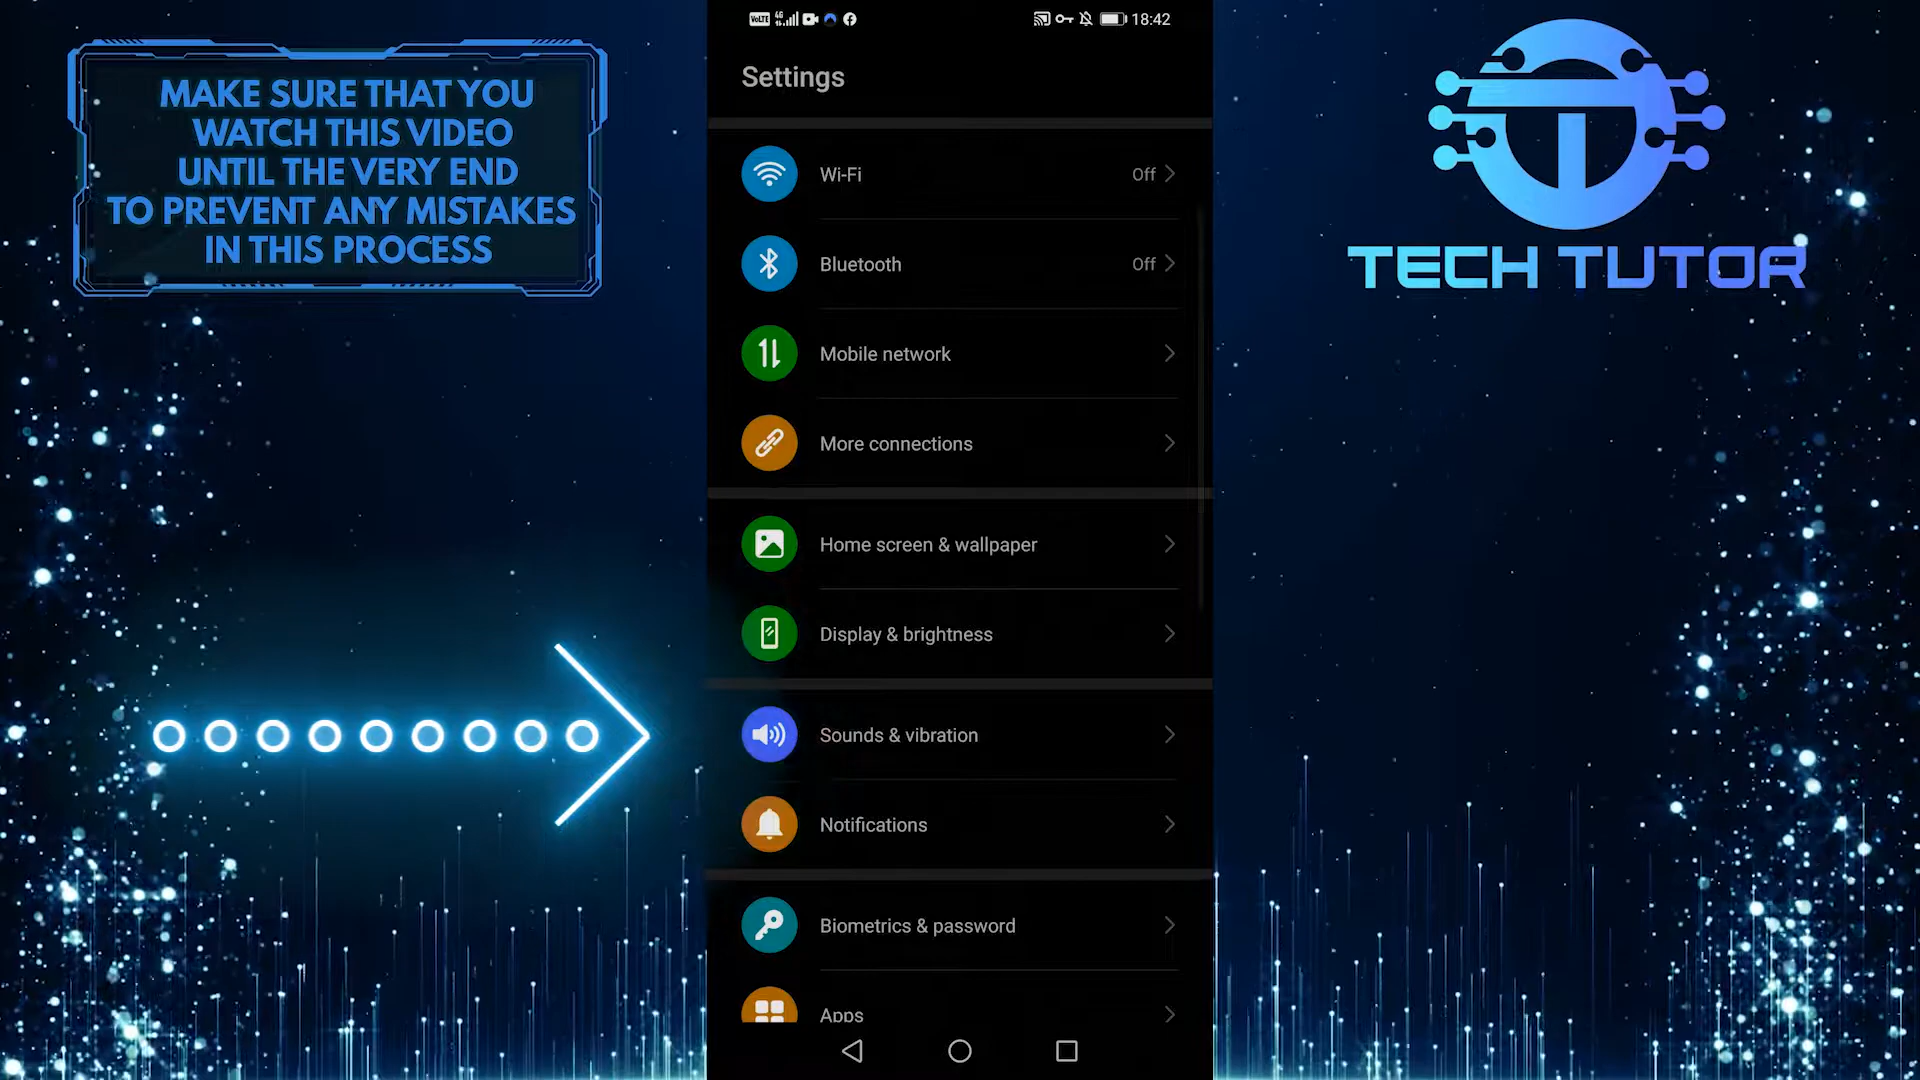 MAKE SURE THAT YOU
WATCH THIS VIDEO
UNTIL THE VERY END
TO PREVENT ANY MISTAKES
IN THIS PROCESS
VoLTE 4G 18:42
Settings
Wi-Fi Off
Bluetooth Off
Mobile network
More connections
Home screen & wallpaper
Display & brightness
Sounds & vibration
Notifications
Biometrics & password
Apps
TECH TUTOR